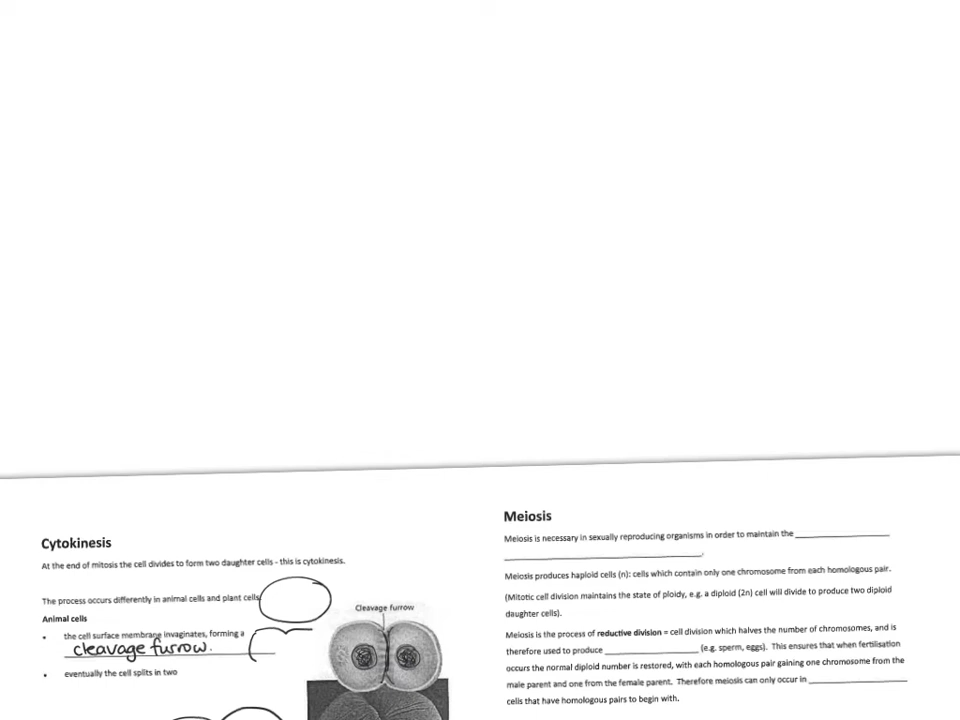 Cytokinesis
At the end of mitosis the cell divides to form two daughter cells - this is cytokinesis.
The process occurs differently in animal cells and plant cells
Animal cells
• the cell surface membrane invaginates, forming a
cleavage furrow.
• eventually the cell splits in two
Cleavage furrow
Meiosis
Meiosis is necessary in sexually reproducing organisms in order to maintain the ____________
____________.
Meiosis produces haploid cells (n): cells which contain only one chromosome from each homologous pair.
(Mitotic cell division maintains the state of ploidy, e.g. a diploid (2n) cell will divide to produce two diploid
daughter cells).
Meiosis is the process of reductive division = cell division which halves the number of chromosomes, and is
therefore used to produce ____________ (e.g. sperm, eggs). This ensures that when fertilisation
occurs the normal diploid number is restored, with each homologous pair gaining one chromosome from the
male parent and one from the female parent. Therefore meiosis can only occur in ____________
cells that have homologous pairs to begin with.